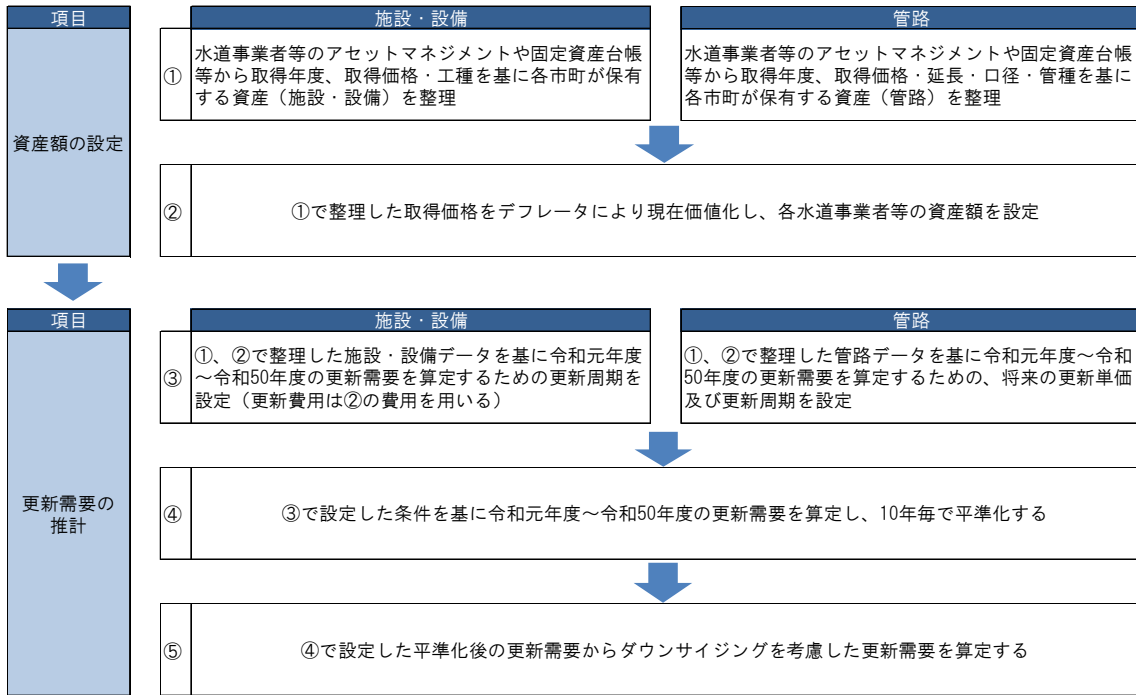 項目
施設・設備
管路
資産額の設定
①
水道事業者等のアセットマネジメントや固定資産台帳
等から取得年度、取得価格・工種を基に各市町が保有
する資産（施設・設備）を整理
水道事業者等のアセットマネジメントや固定資産台帳
等から取得年度、取得価格・延長・口径・管種を基に
各市町が保有する資産（管路）を整理
②
①で整理した取得価格をデフレータにより現在価値化し、各水道事業者等の資産額を設定
項目
施設・設備
管路
更新需要の
推計
③
①、②で整理した施設・設備データを基に令和元年度
～令和50年度の更新需要を算定するための更新周期を
設定（更新費用は②の費用を用いる）
①、②で整理した管路データを基に令和元年度～令和
50年度の更新需要を算定するための、将来の更新単価
及び更新周期を設定
④
③で設定した条件を基に令和元年度～令和50年度の更新需要を算定し、10年毎で平準化する
⑤
④で設定した平準化後の更新需要からダウンサイジングを考慮した更新需要を算定する